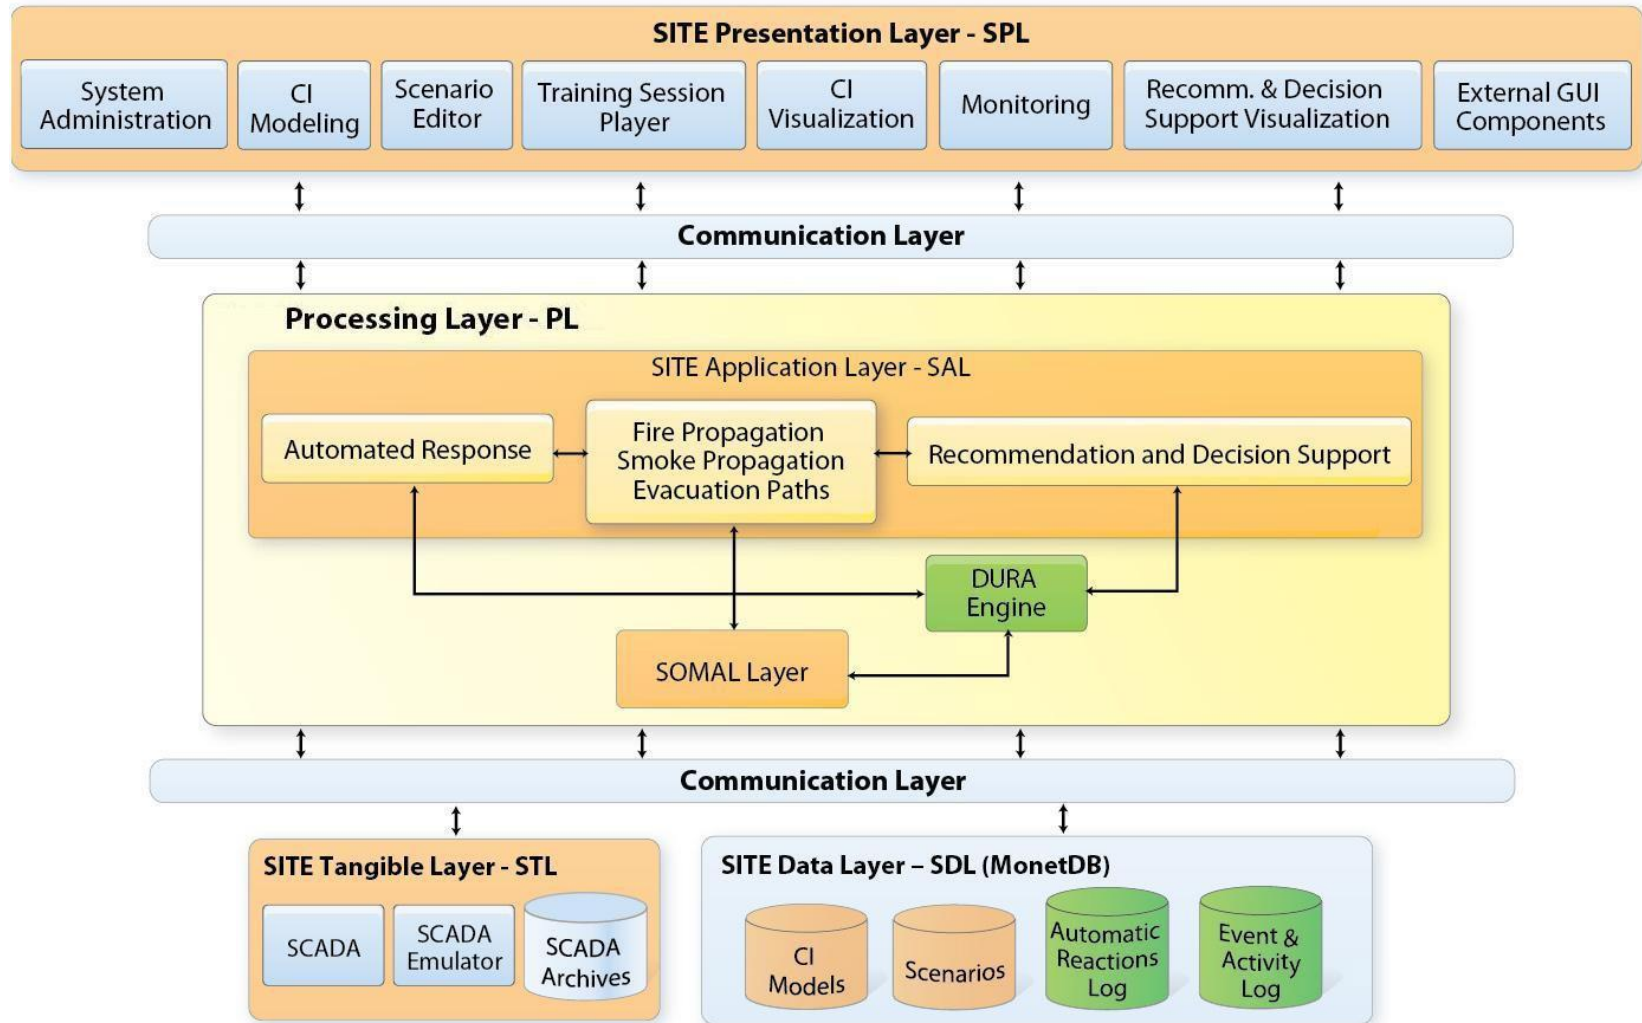 SITE Presentation Layer - SPL
System
Administration
CI
Modeling
Scenario
Editor
Training Session
Player
CI
Visualization
Monitoring
Recomm. & Decision
Support Visualization
External GUI
Components
Communication Layer
Processing Layer - PL
SITE Application Layer - SAL
Automated Response
Fire Propagation
Smoke Propagation
Evacuation Paths
Recommendation and Decision Support
DURA
Engine
SOMAL Layer
Communication Layer
SITE Tangible Layer - STL
SCADA
SCADA
Emulator
SCADA
Archives
SITE Data Layer – SDL (MonetDB)
CI
Models
Scenarios
Automatic
Reactions
Log
Event &
Activity
Log